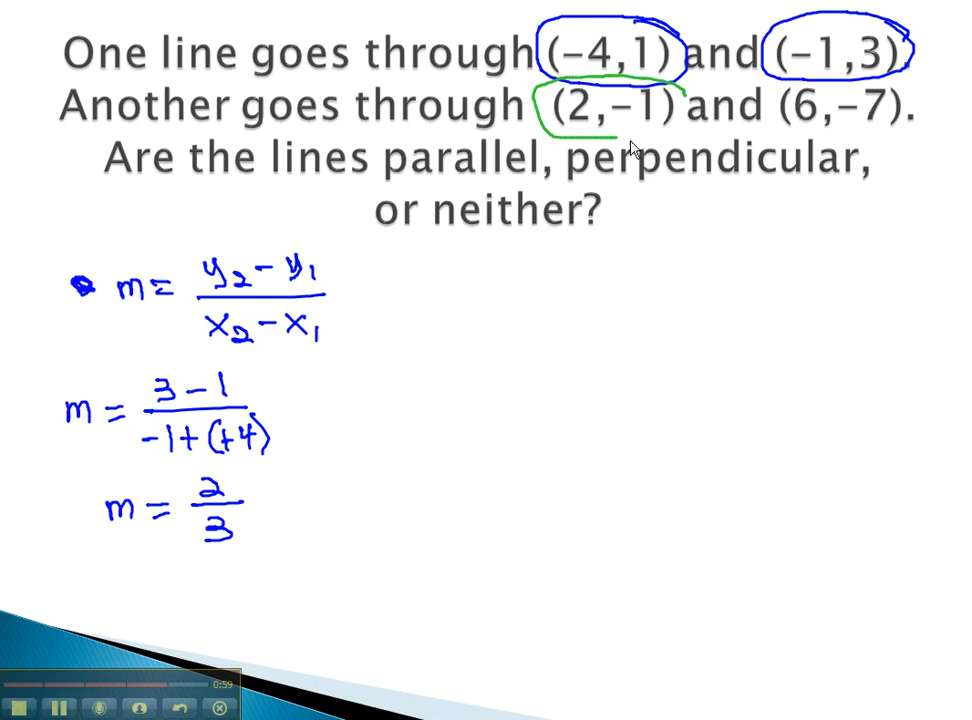 One line goes through (−4,1) and (−1,3).
Another goes through (2,−1) and (6,−7).
Are the lines parallel, perpendicular,
or neither?
m = y₂ − y₁
x₂ − x₁
m = 3 − 1
−1 + (+4)
m = 2
3
0:59